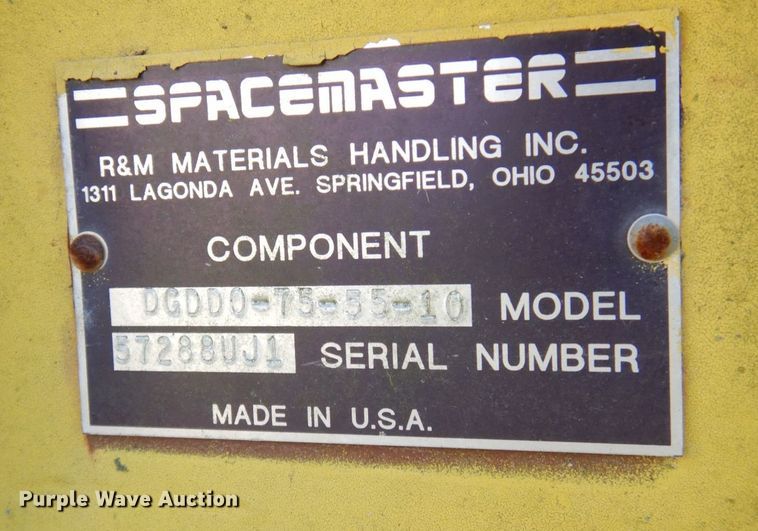 SPACEMASTER
R&M MATERIALS HANDLING INC.
1311 LAGONDA AVE. SPRINGFIELD, OHIO 45503
COMPONENT
DGDDO-75-55-10 MODEL
57288UJ1 SERIAL NUMBER
MADE IN U.S.A.
Purple Wave Auction